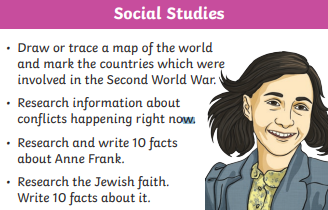 Social Studies
• Draw or trace a map of the world
and mark the countries which were
involved in the Second World War.
• Research information about
conflicts happening right now.
• Research and write 10 facts
about Anne Frank.
• Research the Jewish faith.
Write 10 facts about it.